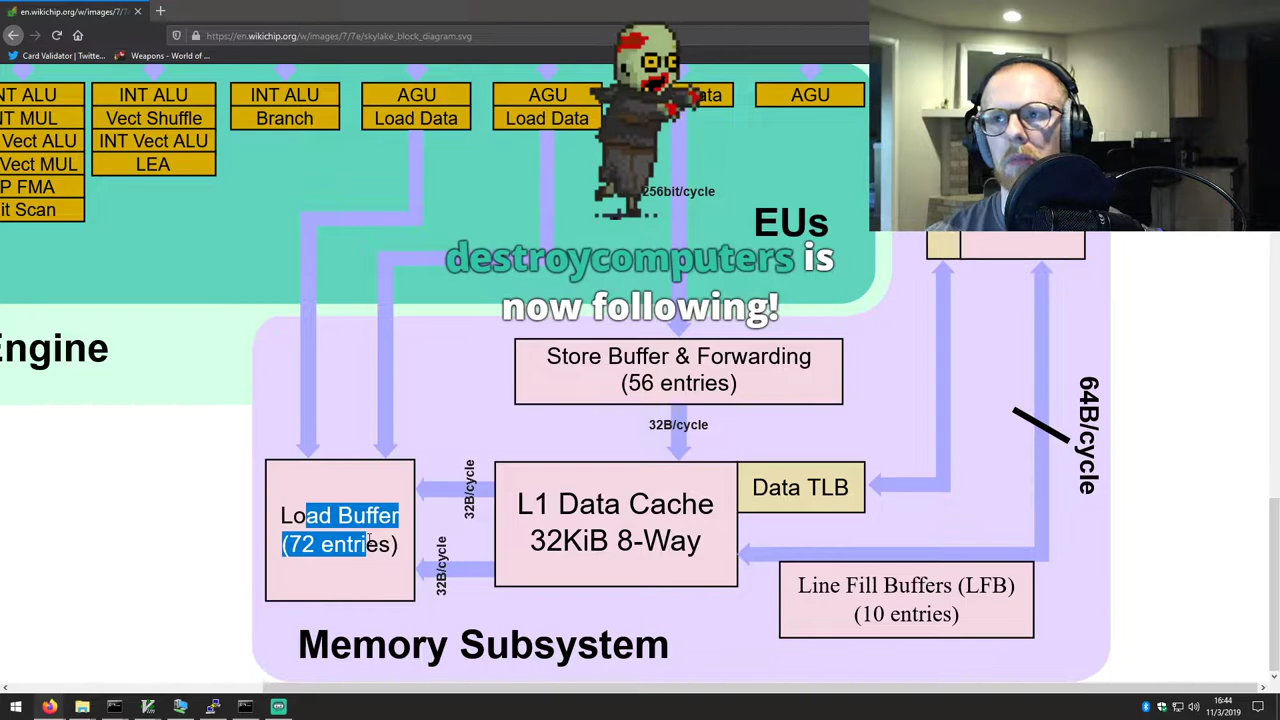 en.wikichip.org/w/images/7/7
https://en.wikichip.org/w/images/7/7e/skylake_block_diagram.svg
Card Validator | Twitte...
Weapons - World of ...
NT ALU
NT MUL
Vect ALU
Vect MUL
P FMA
it Scan
INT ALU
Vect Shuffle
INT Vect ALU
LEA
INT ALU
Branch
AGU
Load Data
AGU
Load Data
ata
AGU
256bit/cycle
EUs
destroycomputers is
now following!
Engine
Store Buffer & Forwarding
(56 entries)
32B/cycle
64B/cycle
Load Buffer
(72 entries)
32B/cycle
32B/cycle
L1 Data Cache
32KiB 8-Way
Data TLB
Line Fill Buffers (LFB)
(10 entries)
Memory Subsystem
16:44
11/3/2019